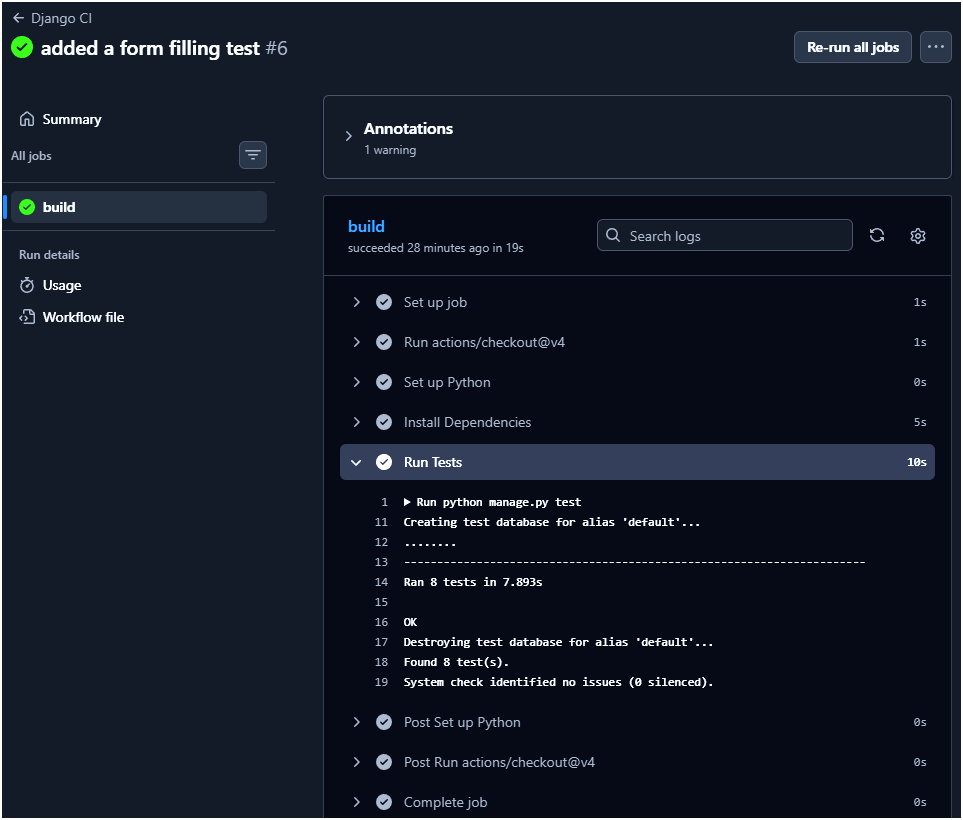 Django CI
added a form filling test #6
Re-run all jobs
Summary
All jobs
build
Run details
Usage
Workflow file
Annotations
1 warning
build
succeeded 28 minutes ago in 19s
Search logs
Set up job 1s
Run actions/checkout@v4 1s
Set up Python 0s
Install Dependencies 5s
Run Tests 10s
1 ▶ Run python manage.py test
11 Creating test database for alias 'default'...
12 ........
13 ----------------------------------------------------------------------
14 Ran 8 tests in 7.893s
15
16 OK
17 Destroying test database for alias 'default'...
18 Found 8 test(s).
19 System check identified no issues (0 silenced).
Post Set up Python 0s
Post Run actions/checkout@v4 0s
Complete job 0s